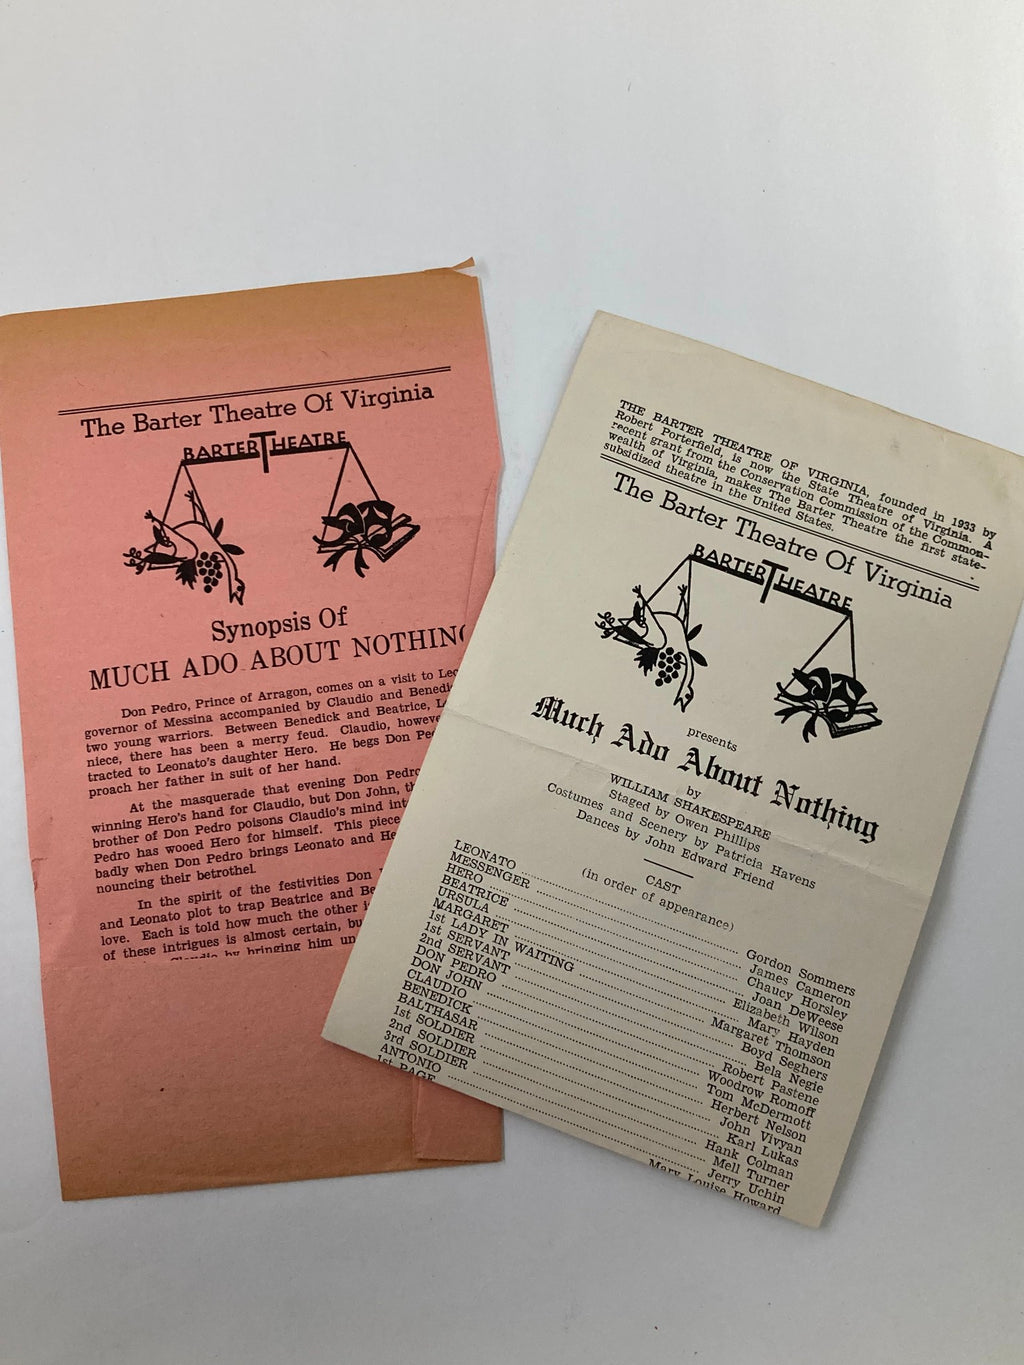 The Barter Theatre Of Virginia
BARTER THEATRE
Synopsis Of
MUCH ADO ABOUT NOTHING
Don Pedro, Prince of Arragon, comes on a visit to
governor of Messina accompanied by Claudio and
two young warriors. Between Benedick and Beatrice,
niece, there has been a merry feud. Claudio,
tracted to Leonato's daughter Hero. He begs Don
proach her father in suit of her hand.
At the masquerade that evening Don Pedro
winning Hero's hand for Claudio, but Don John,
brother of Don Pedro poisons Claudio's mind
Pedro has wooed Hero for himself. This piece
badly when Don Pedro brings Leonato and
nouncing their betrothel.
In the spirit of the festivities Don
and Leonato plot to trap Beatrice and
love. Each is told how much the other
of these intrigues is almost certain,
Claudio by bringing him
THE BARTER THEATRE OF VIRGINIA, founded in 1933 by
Robert Porterfield, is now the State Theatre of Virginia. A
recent grant from the Conservation Commission of the Common-
wealth of Virginia, makes The Barter Theatre the first state-
subsidized theatre in the United States.
The Barter Theatre Of Virginia
BARTER THEATRE
presents
Much Ado About Nothing
by
WILLIAM SHAKESPEARE
Staged by Owen Phillips
Costumes and Scenery by Patricia Havens
Dances by John Edward Friend
CAST
(in order of appearance)
LEONATO Gordon Sommers
MESSENGER James Cameron
HERO Chaucy Horsley
BEATRICE Joan DeWeese
URSULA Elizabeth Wilson
MARGARET Mary Hayden
1st LADY IN WAITING Margaret Thomson
1st SERVANT Boyd Seghers
2nd SERVANT Bela Negie
DON PEDRO Robert Pastene
DON JOHN Woodrow Romoff
CLAUDIO Tom McDermott
BENEDICK Herbert Nelson
BALTHASAR John Vivyan
1st SOLDIER Karl Lukas
2nd SOLDIER Hank Colman
3rd SOLDIER Mell Turner
ANTONIO Jerry Uchin
1st PAGE Mary Louise Howard